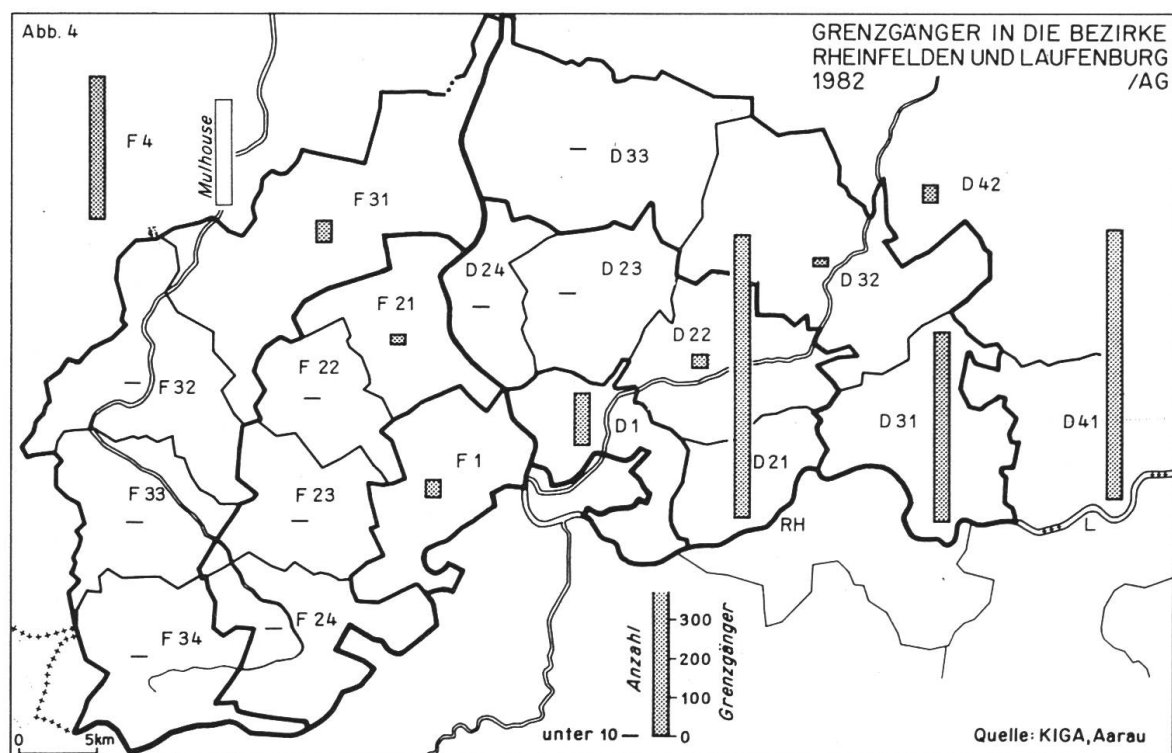 Abb. 4
GRENZGÄNGER IN DIE BEZIRKE
RHEINFELDEN UND LAUFENBURG
1982 /AG
F 4
Mulhouse
D 33
D 42
F 31
D 24
D 23
D 32
F 21
D 22
F 22
F 32
D 1
D 31
D 41
F 1
D 21
F 33
F 23
RH
L
F 24
F 34
Anzahl
Grenzgänger
300
200
100
0
unter 10 —
0 5km
Quelle: KIGA, Aarau